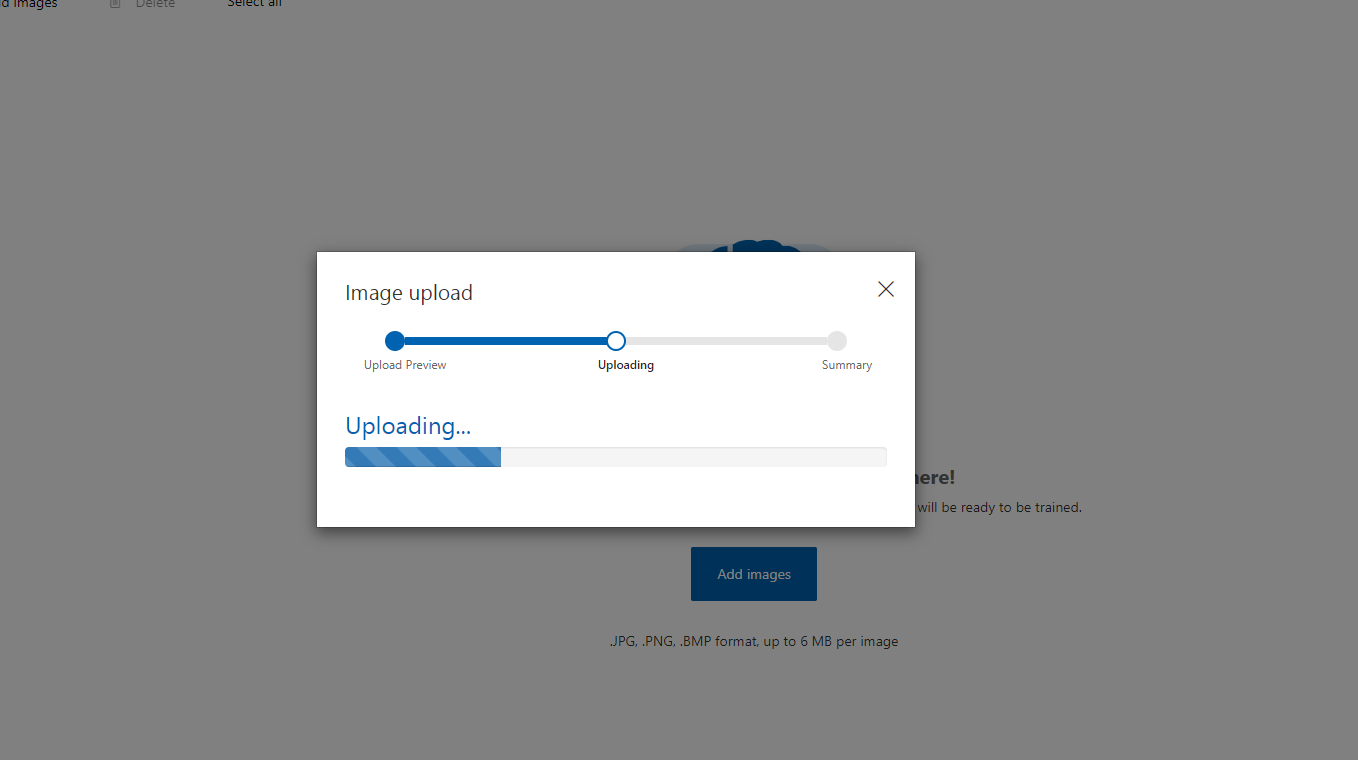 images
Delete
Select all
Image upload
Upload Preview
Uploading
Summary
Uploading...
here!
will be ready to be trained.
Add images
.JPG, .PNG, .BMP format, up to 6 MB per image